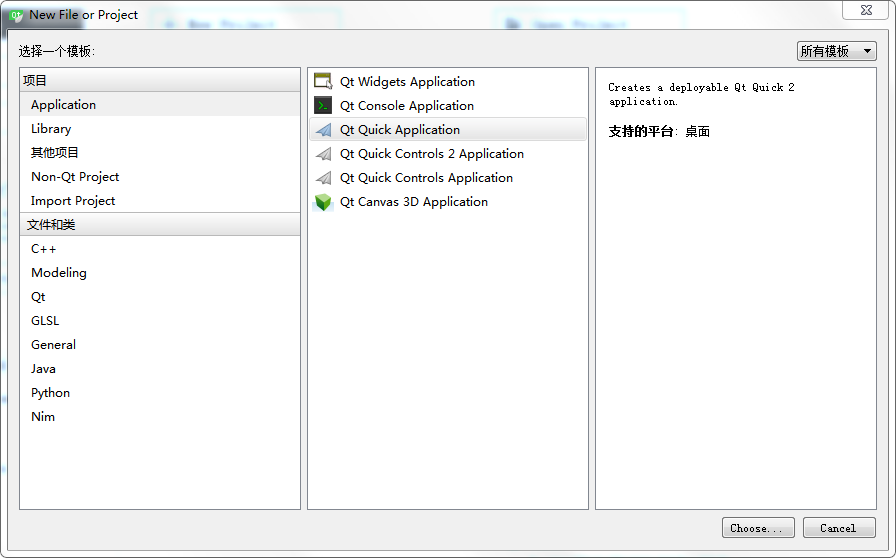 New File or Project
选择一个模板:
所有模板
项目
Application
Library
其他项目
Non-Qt Project
Import Project
文件和类
C++
Modeling
Qt
GLSL
General
Java
Python
Nim
Qt Widgets Application
Qt Console Application
Qt Quick Application
Qt Quick Controls 2 Application
Qt Quick Controls Application
Qt Canvas 3D Application
Creates a deployable Qt Quick 2
application.
支持的平台: 桌面
Choose...
Cancel